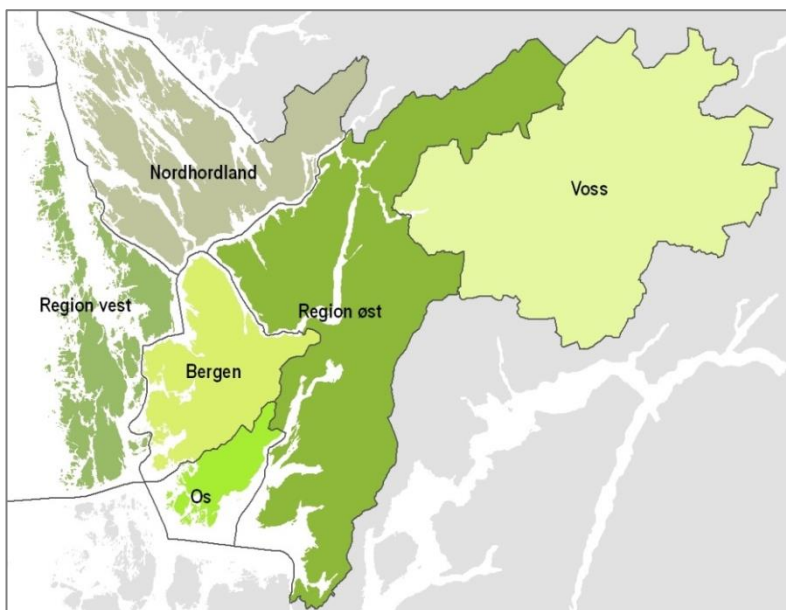 Nordhordland
Voss
Region vest
Region øst
Bergen
Os